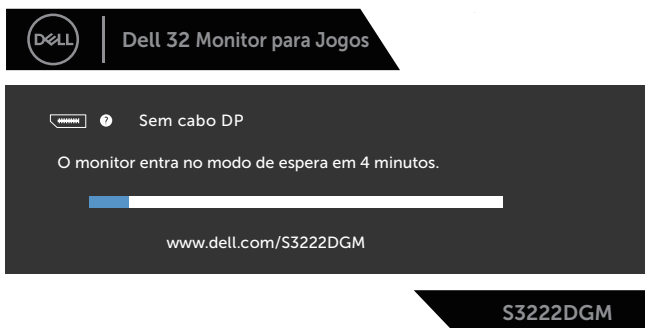 DELL
Dell 32 Monitor para Jogos
? Sem cabo DP
O monitor entra no modo de espera em 4 minutos.
www.dell.com/S3222DGM
S3222DGM